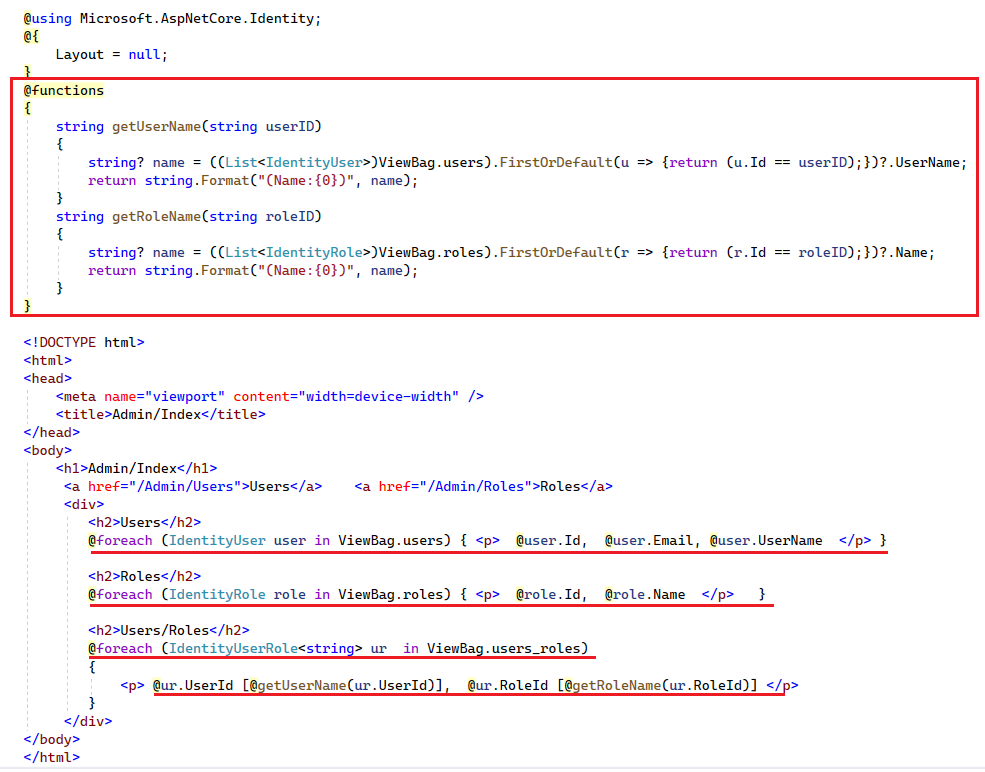 @using Microsoft.AspNetCore.Identity;
@{
    Layout = null;
}
@functions
{
    string getUserName(string userID)
    {
        string? name = ((List<IdentityUser>)ViewBag.users).FirstOrDefault(u => {return (u.Id == userID);})?.UserName;
        return string.Format("(Name:{0})", name);
    }
    string getRoleName(string roleID)
    {
        string? name = ((List<IdentityRole>)ViewBag.roles).FirstOrDefault(r => {return (r.Id == roleID);})?.Name;
        return string.Format("(Name:{0})", name);
    }
}
<!DOCTYPE html>
<html>
<head>
    <meta name="viewport" content="width=device-width" />
    <title>Admin/Index</title>
</head>
<body>
    <h1>Admin/Index</h1>
     <a href="/Admin/Users">Users</a>    <a href="/Admin/Roles">Roles</a>
     <div>
        <h2>Users</h2>
        @foreach (IdentityUser user in ViewBag.users) { <p>  @user.Id,  @user.Email, @user.UserName  </p> }
        <h2>Roles</h2>
        @foreach (IdentityRole role in ViewBag.roles) { <p>  @role.Id,  @role.Name  </p>   }
        <h2>Users/Roles</h2>
        @foreach (IdentityUserRole<string> ur  in ViewBag.users_roles)
        {
            <p> @ur.UserId [@getUserName(ur.UserId)],  @ur.RoleId [@getRoleName(ur.RoleId)] </p>
        }
     </div>
</body>
</html>